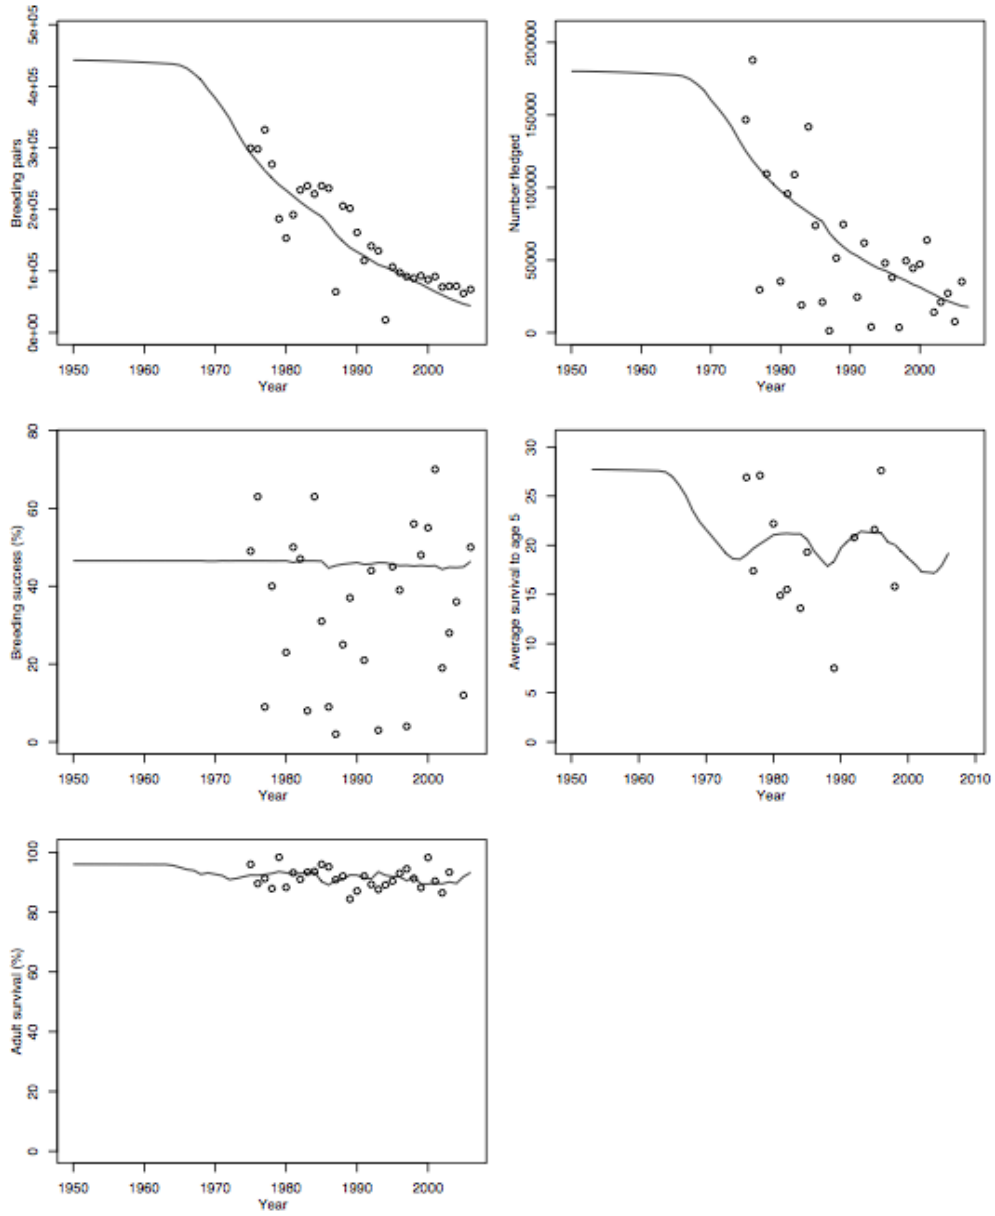 Breeding pairs
0e+00 1e+05 2e+05 3e+05 4e+05 5e+05
1950 1960 1970 1980 1990 2000
Year
Number fledged
0 50000 100000 150000 200000
1950 1960 1970 1980 1990 2000
Year
Breeding success (%)
0 20 40 60 80
1950 1960 1970 1980 1990 2000
Year
Average survival to age 5
0 5 10 15 20 25 30
1950 1960 1970 1980 1990 2000 2010
Year
Adult survival (%)
0 20 40 60 80 100
1950 1960 1970 1980 1990 2000
Year